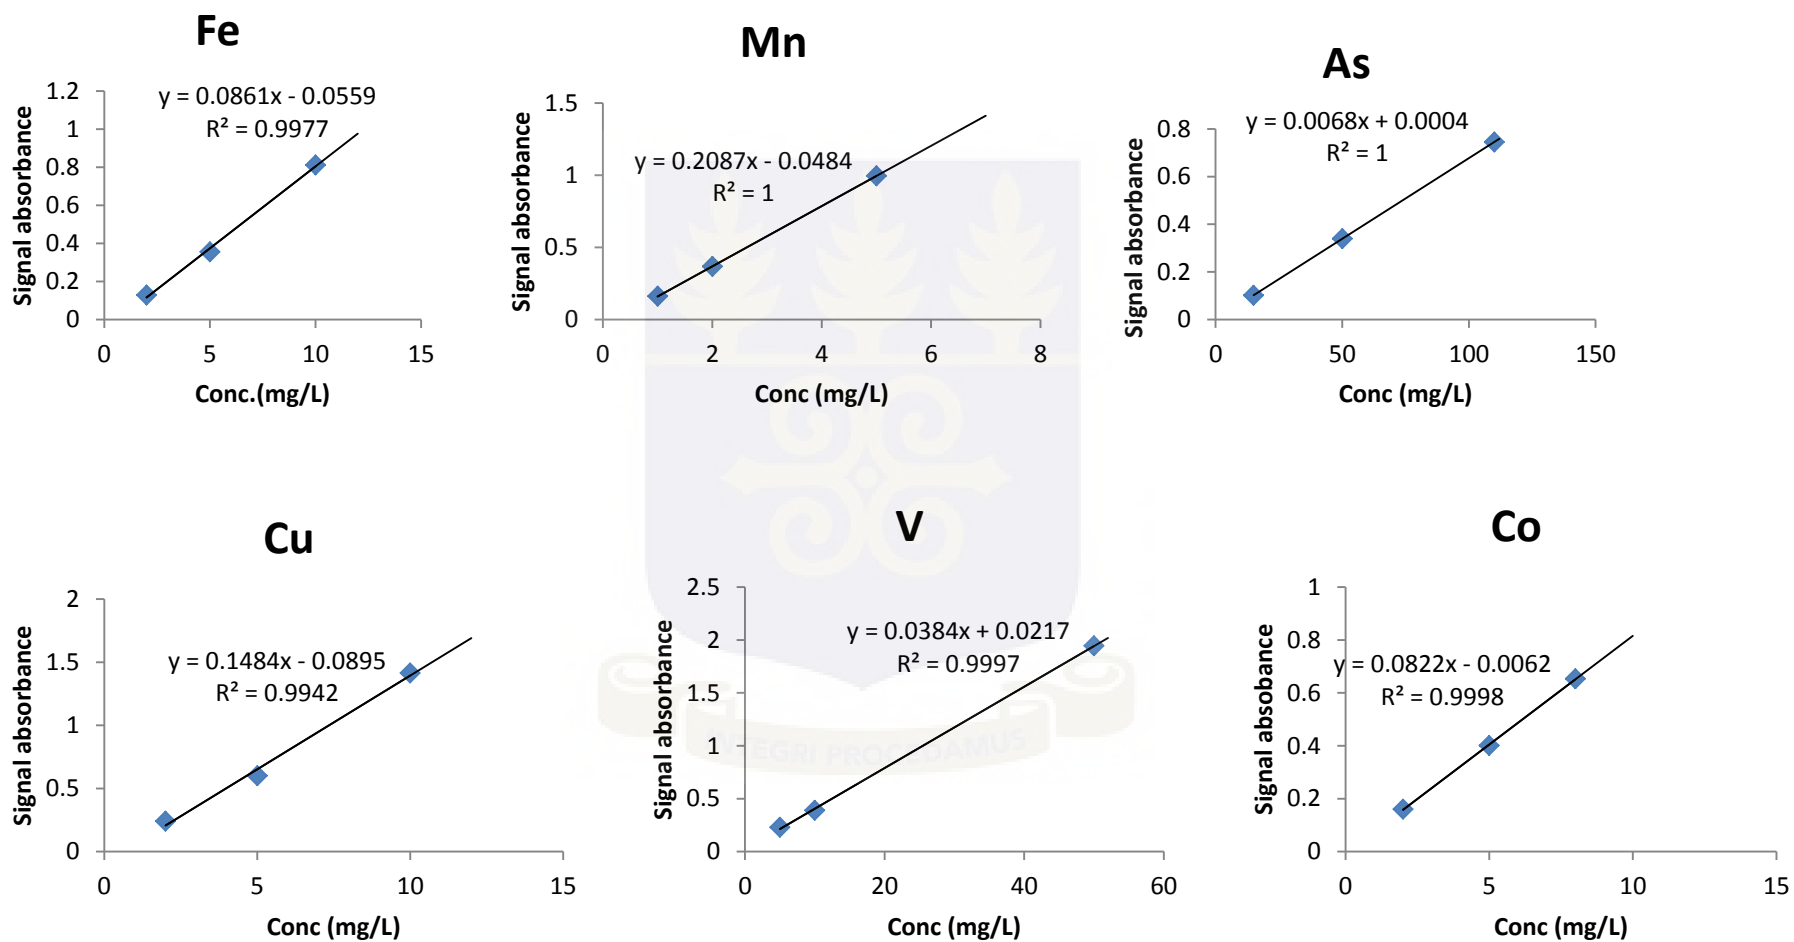 Fe
y = 0.0861x - 0.0559
R² = 0.9977
Signal absorbance
1.2
1
0.8
0.6
0.4
0.2
0
0 5 10 15
Conc.(mg/L)
Mn
y = 0.2087x - 0.0484
R² = 1
Signal absorbance
1.5
1
0.5
0
0 2 4 6 8
Conc (mg/L)
As
y = 0.0068x + 0.0004
R² = 1
Signal absorbance
0.8
0.6
0.4
0.2
0
0 50 100 150
Conc (mg/L)
Cu
y = 0.1484x - 0.0895
R² = 0.9942
Signal absorbance
2
1.5
1
0.5
0
0 5 10 15
Conc (mg/L)
V
y = 0.0384x + 0.0217
R² = 0.9997
Signal absorbance
2.5
2
1.5
1
0.5
0
0 20 40 60
Conc (mg/L)
Co
y = 0.0822x - 0.0062
R² = 0.9998
Signal absobance
1
0.8
0.6
0.4
0.2
0
0 5 10 15
Conc (mg/L)
INTEGRI PROCEDAMUS